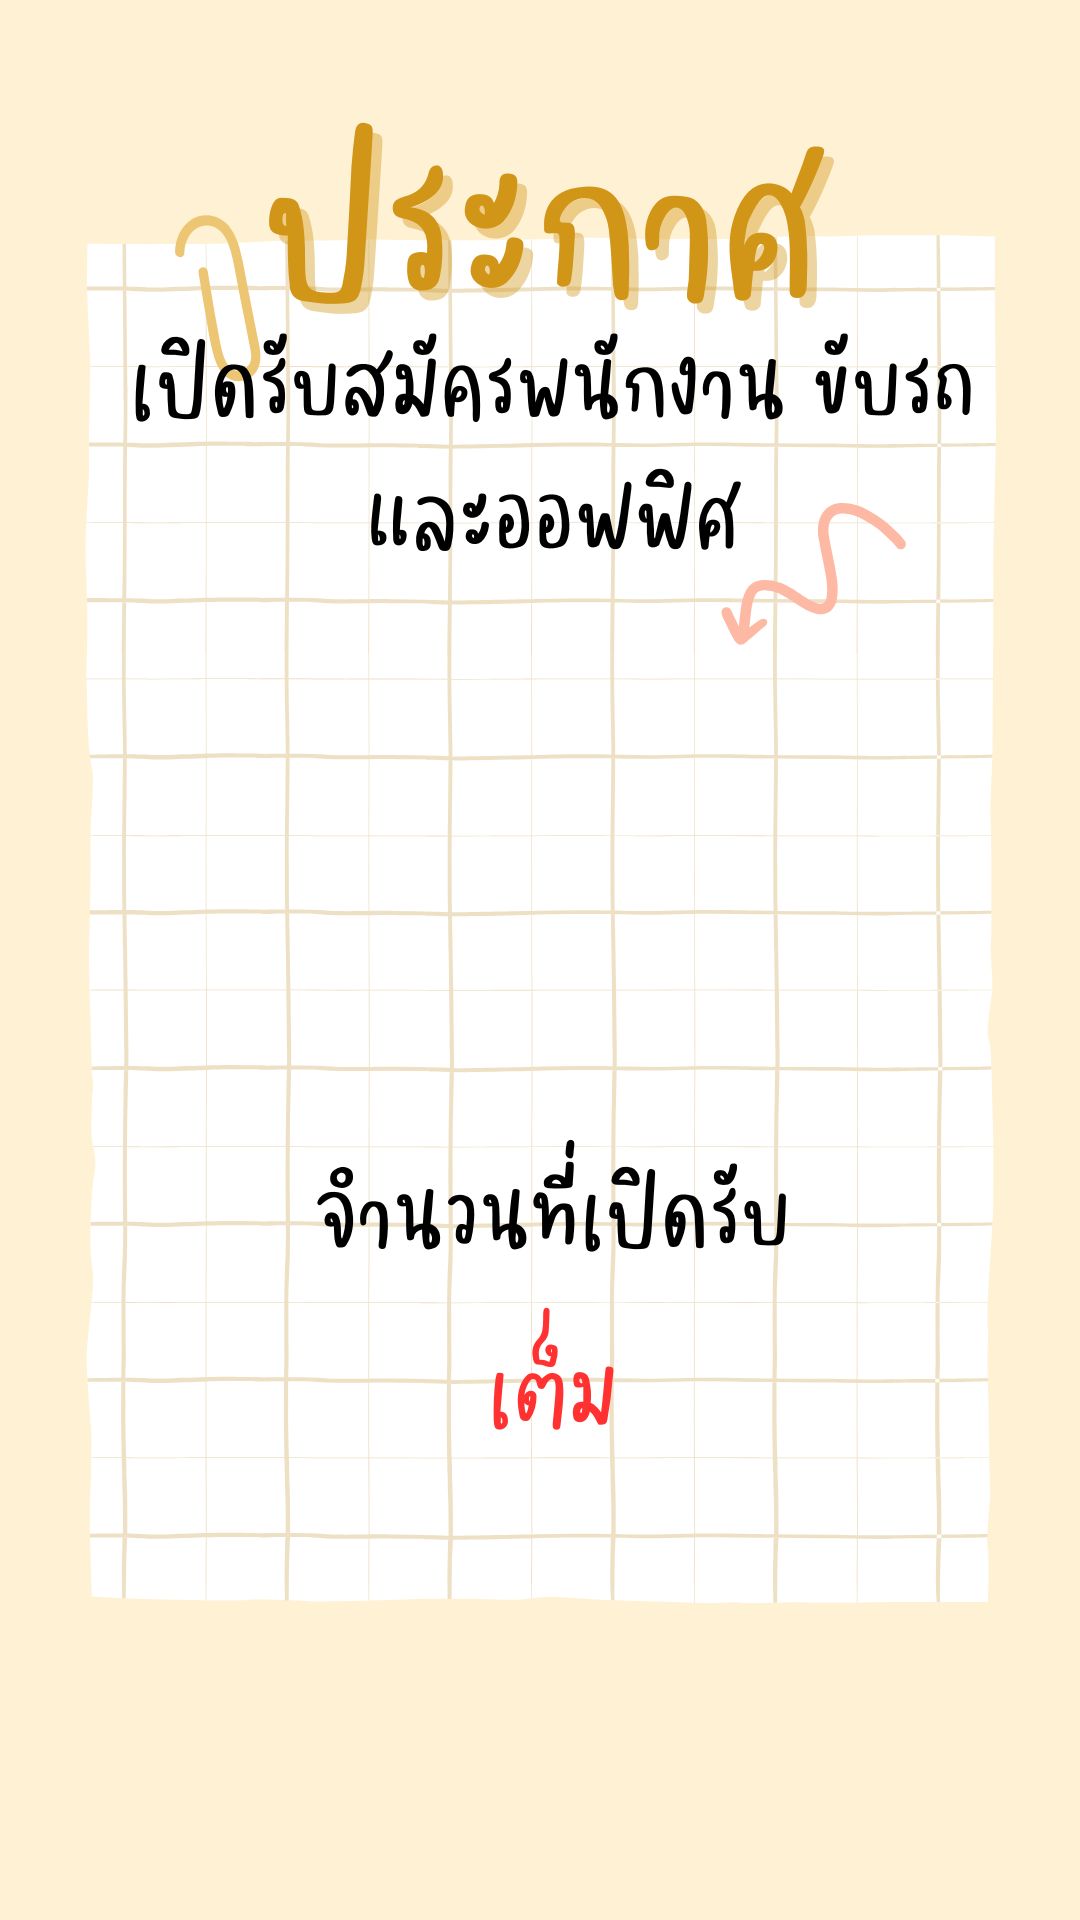 ประกาศ
เปิดรับสมัครพนักงาน ขับรถ
และออฟฟิศ
จำนวนที่เปิดรับ
เต็ม